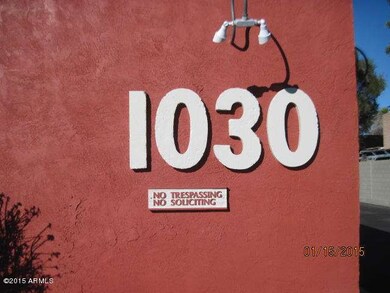 1030
NO TRESPASSING
NO SOLICITING
01/15/2015
©2015 ARMLS